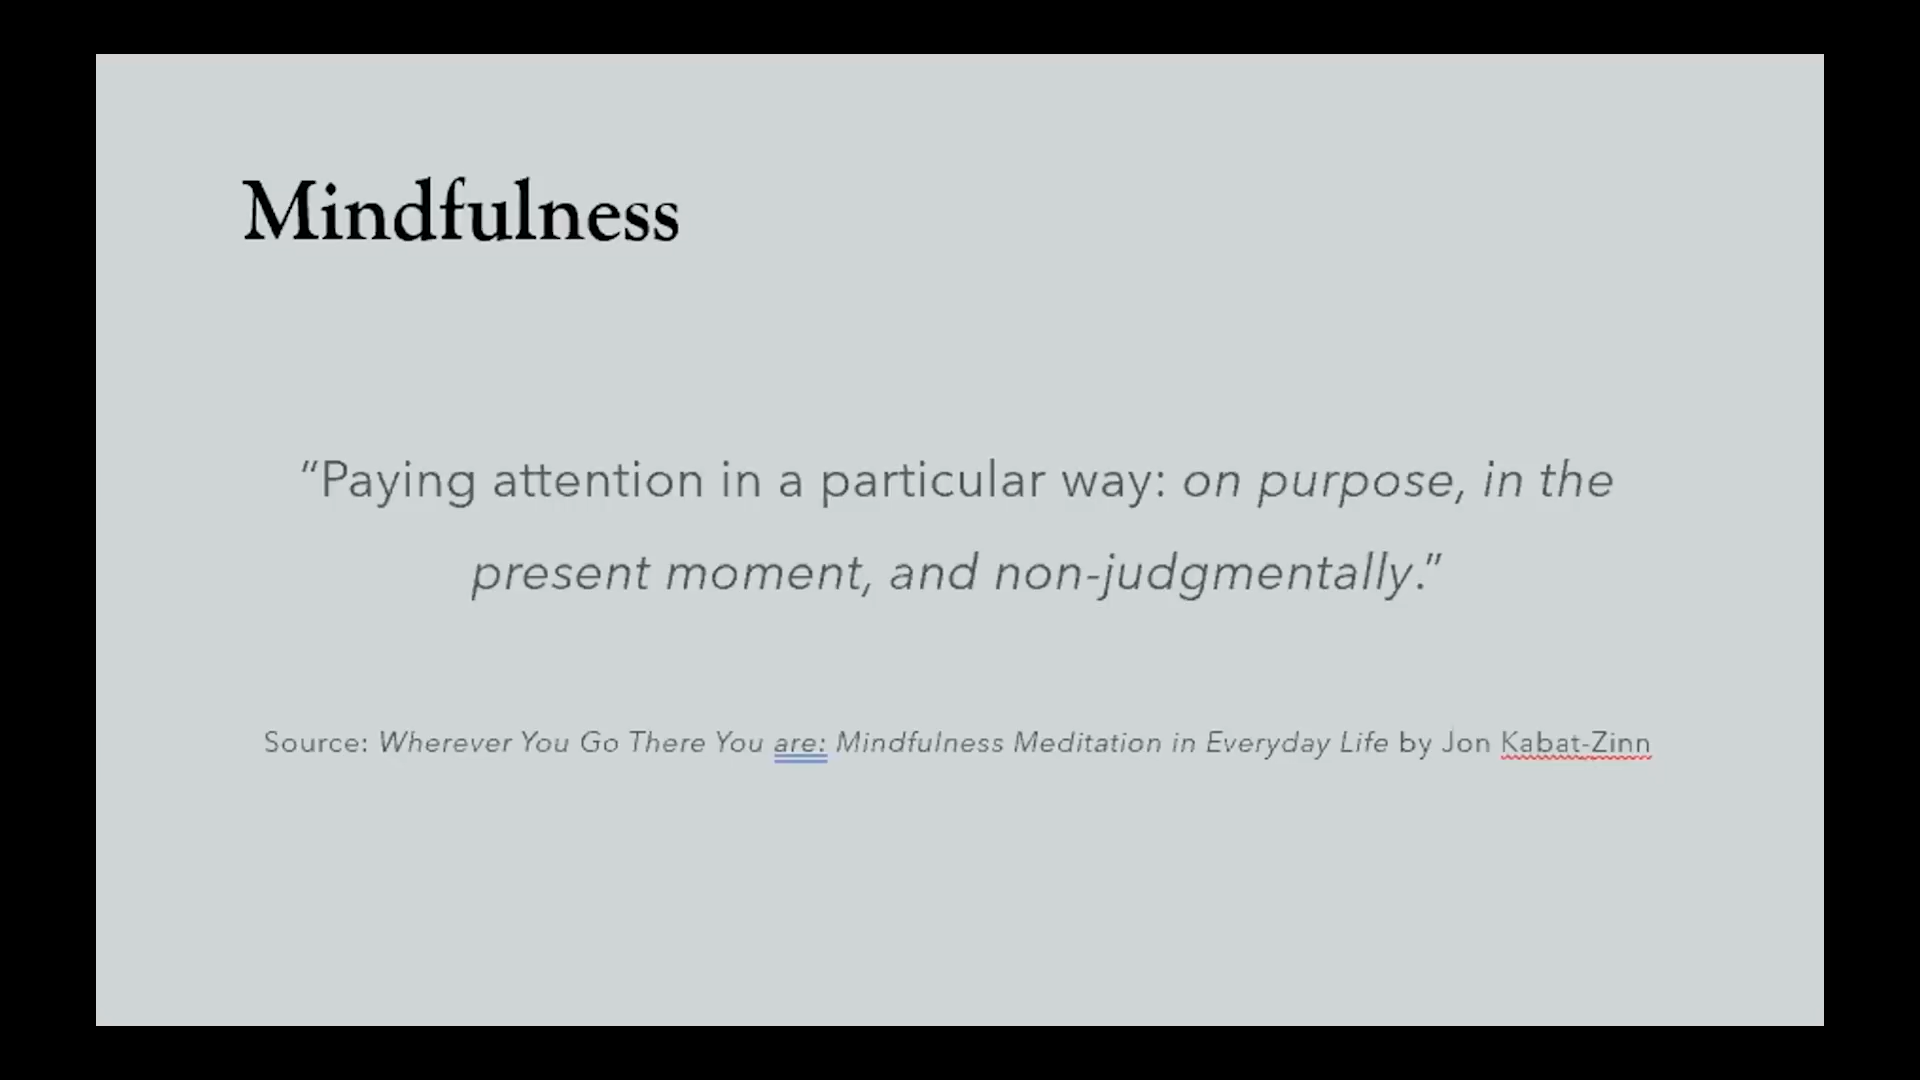 Mindfulness
“Paying attention in a particular way: on purpose, in the
present moment, and non-judgmentally.”
Source: Wherever You Go There You are: Mindfulness Meditation in Everyday Life by Jon Kabat-Zinn